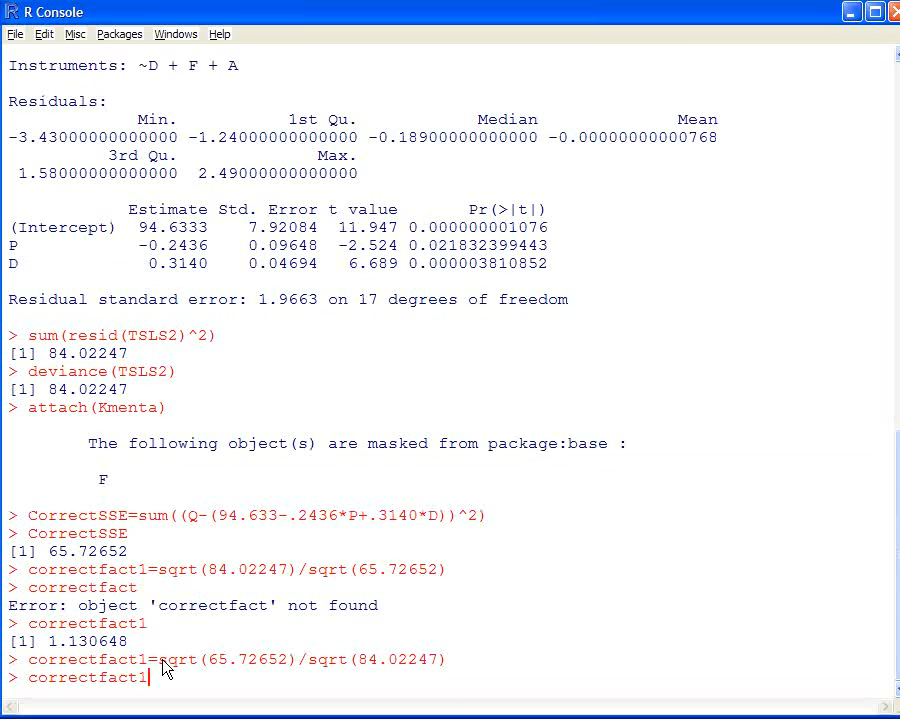 R Console
File Edit Misc Packages Windows Help
Instruments: ~D + F + A
Residuals:
Min. 1st Qu. Median Mean
-3.43000000000000 -1.24000000000000 -0.18900000000000 -0.00000000000768
3rd Qu. Max.
1.58000000000000 2.49000000000000
Estimate Std. Error t value Pr(>|t|)
(Intercept) 94.6333 7.92084 11.947 0.000000001076
P -0.2436 0.09648 -2.524 0.021832399443
D 0.3140 0.04694 6.689 0.000003810852
Residual standard error: 1.9663 on 17 degrees of freedom
> sum(resid(TSLS2)^2)
[1] 84.02247
> deviance(TSLS2)
[1] 84.02247
> attach(Kmenta)
The following object(s) are masked from package:base :
F
> CorrectSSE=sum((Q-(94.633-.2436*P+.3140*D))^2)
> CorrectSSE
[1] 65.72652
> correctfact1=sqrt(84.02247)/sqrt(65.72652)
> correctfact
Error: object 'correctfact' not found
> correctfact1
[1] 1.130648
> correctfact1=sqrt(65.72652)/sqrt(84.02247)
> correctfact1